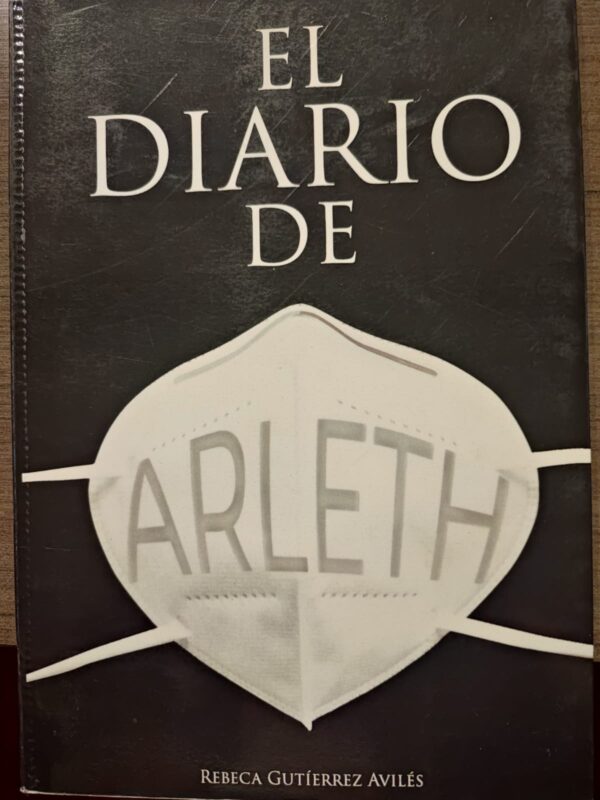 EL
DIARIO
DE
ARLETH
REBECA GUTÍERREZ AVILÉS